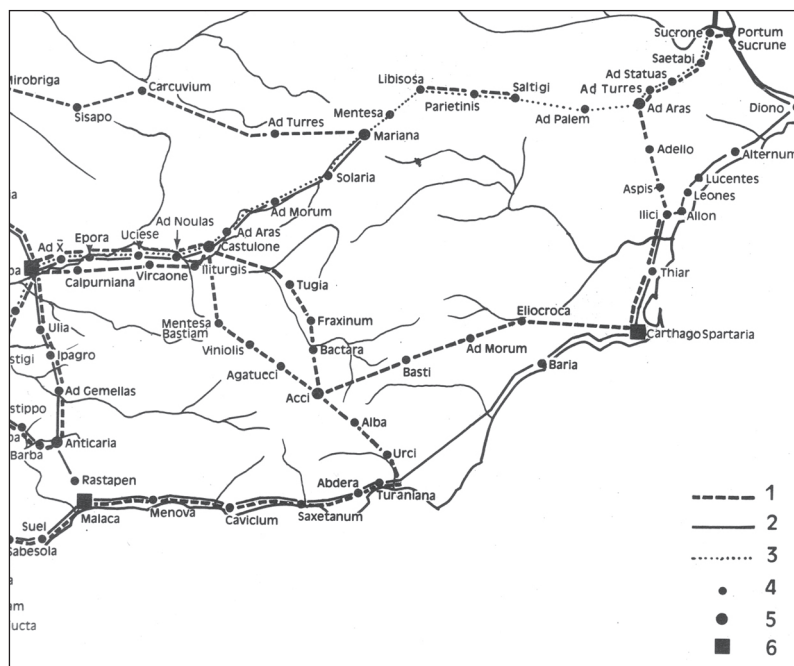 Sucrone
Portum
Sucrune
Saetabi
Mirobriga
Carcuvium
Sisapo
Libisosa
Parietinis
Saltigi
Ad Statuas
Ad Turres
Ad Palem
Ad Aras
Diono
Mentesa
Ad Turres
Mariana
Adello
Alternum
Solaria
Aspis
Lucentes
Leones
Ad Morum
Ilici
Allon
Ad Noulas
Uciese
Epora
Ad X̅
Ad Aras
Castulone
Iliturgis
Vircaone
Calpurniana
Thiar
Tugia
Ulia
Mentesa
Bastiam
Fraxinum
Eliocroca
Carthago Spartaria
Viniolis
Bactara
Ad Morum
Ipagro
Agatucci
Basti
Baria
Ad Gemellas
Acci
Alba
Anticaria
Barba
Urci
Rastapen
Abdera
Turaniana
Malaca
Menova
Cavicium
Saxetanum
Suel
Sabesola
1
2
3
4
5
6